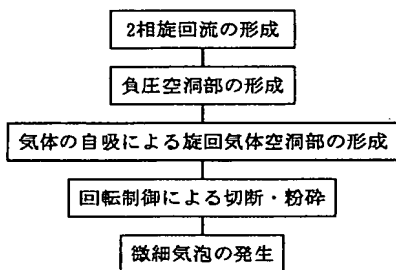 2相旋回流の形成
負圧空洞部の形成
気体の自吸による旋回気体空洞部の形成
回転制御による切断・粉砕
微細気泡の発生